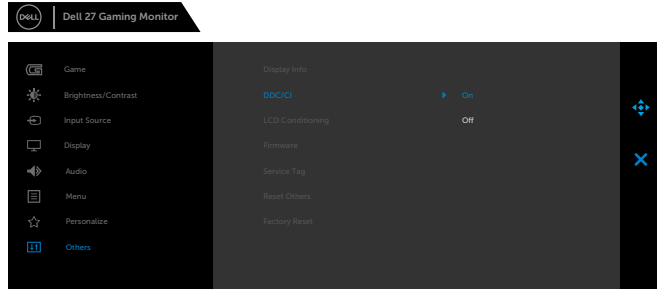 DELL
Dell 27 Gaming Monitor
Game
Brightness/Contrast
Input Source
Display
Audio
Menu
Personalize
Others
Display Info
DDC/CI
On
LCD Conditioning
Off
Firmware
Service Tag
Reset Others
Factory Reset